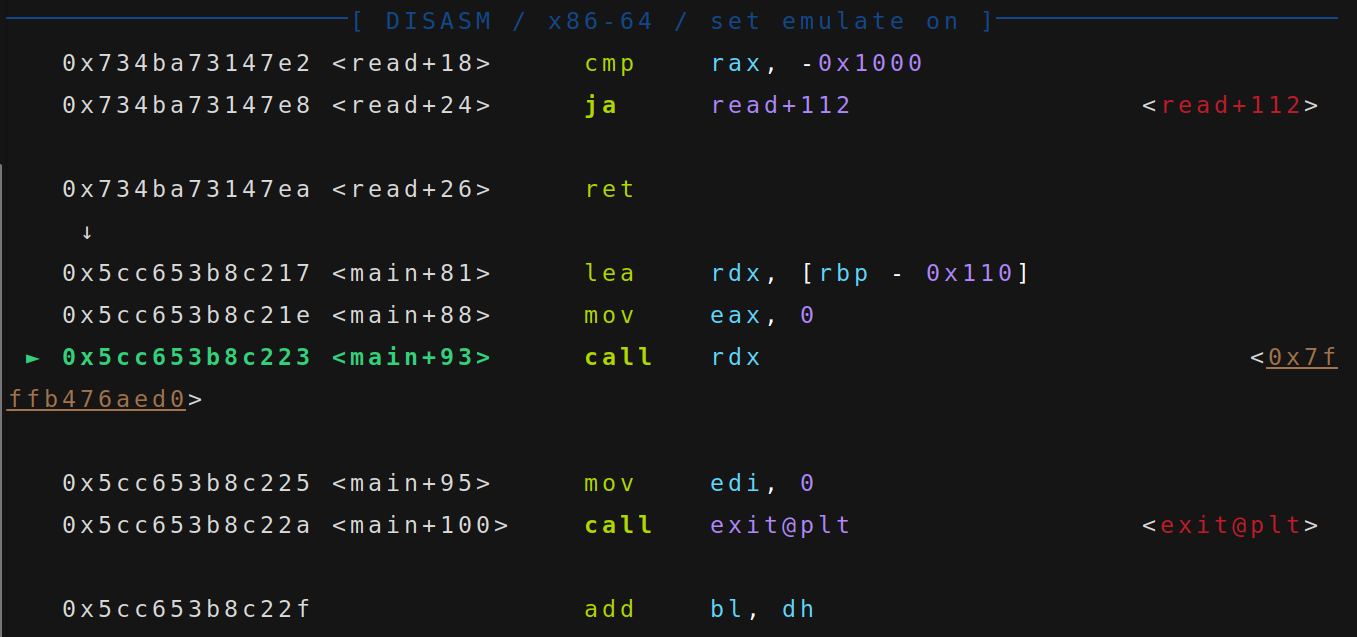 [ DISASM / x86-64 / set emulate on ]
0x734ba73147e2 <read+18> cmp rax, -0x1000
0x734ba73147e8 <read+24> ja read+112 <read+112>
0x734ba73147ea <read+26> ret
↓
0x5cc653b8c217 <main+81> lea rdx, [rbp - 0x110]
0x5cc653b8c21e <main+88> mov eax, 0
► 0x5cc653b8c223 <main+93> call rdx <0x7f
ffb476aed0>
0x5cc653b8c225 <main+95> mov edi, 0
0x5cc653b8c22a <main+100> call exit@plt <exit@plt>
0x5cc653b8c22f add bl, dh